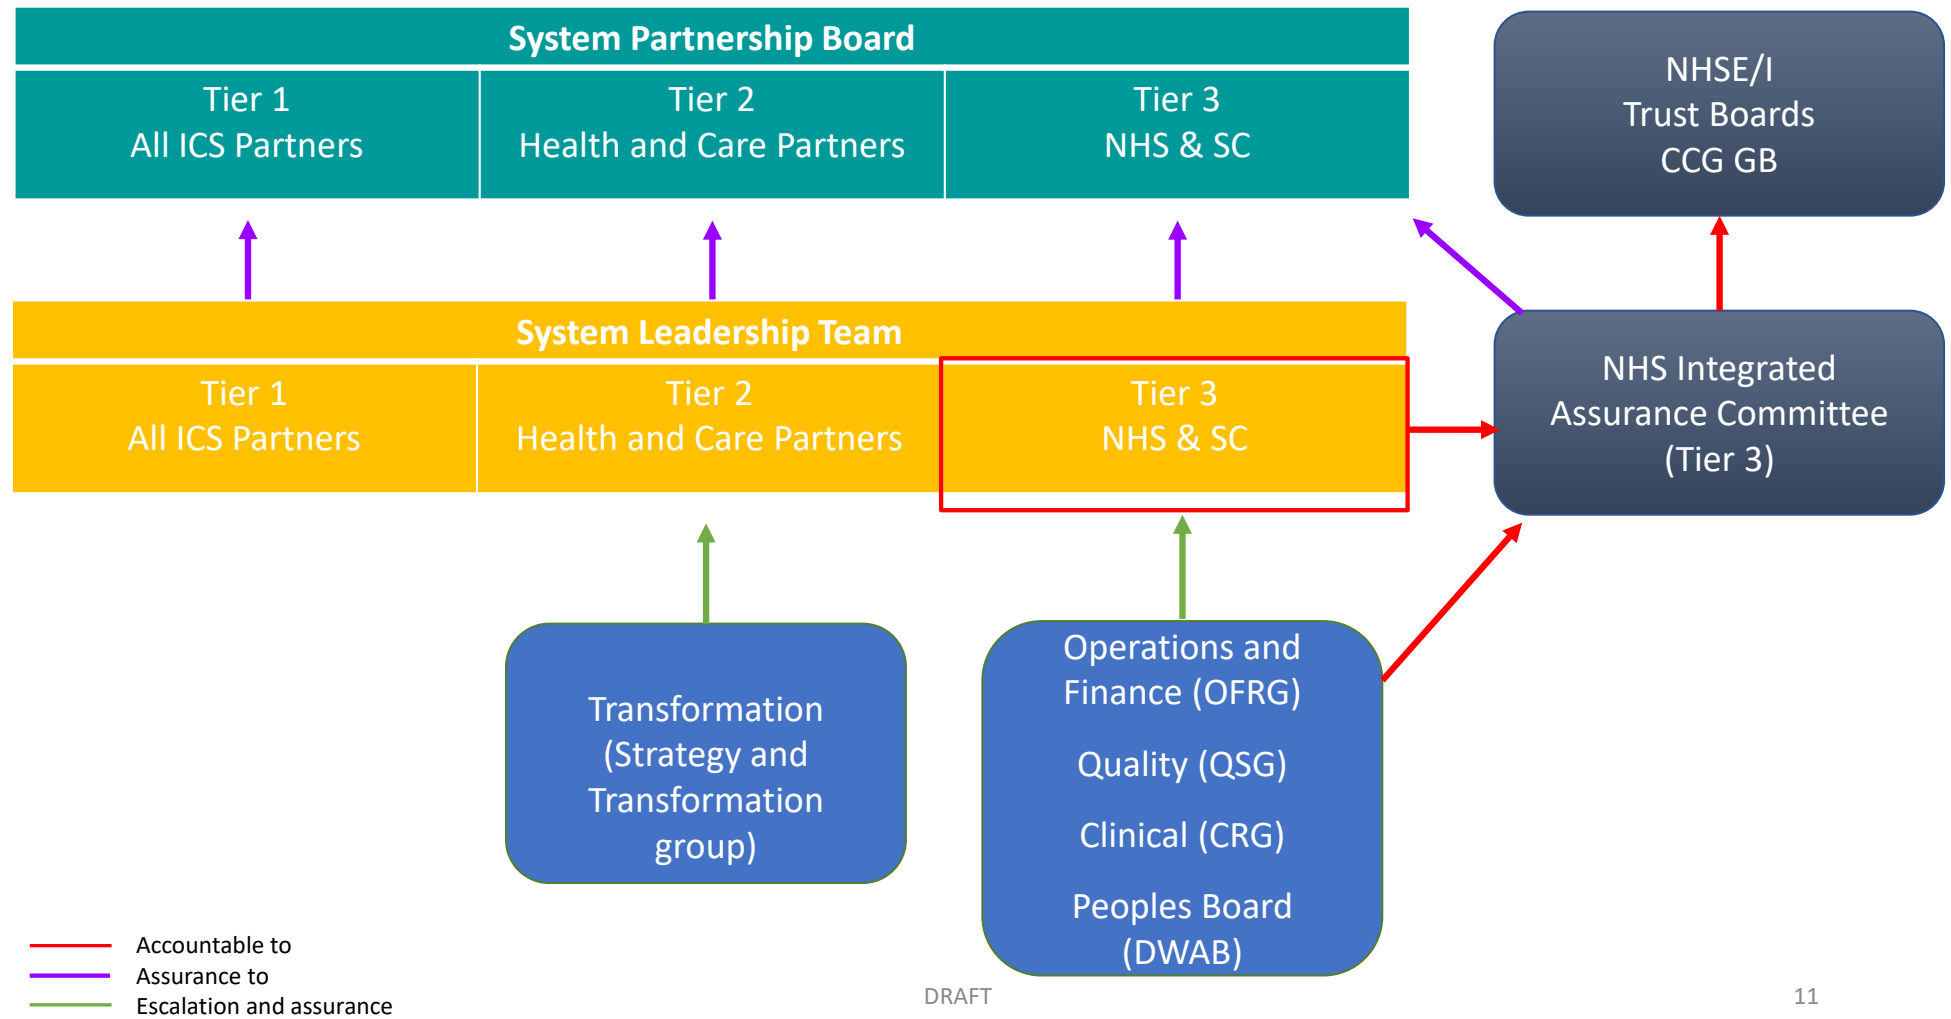 System Partnership Board
Tier 1
All ICS Partners
Tier 2
Health and Care Partners
Tier 3
NHS & SC
NHSE/I
Trust Boards
CCG GB
System Leadership Team
Tier 1
All ICS Partners
Tier 2
Health and Care Partners
Tier 3
NHS & SC
NHS Integrated
Assurance Committee
(Tier 3)
Transformation
(Strategy and
Transformation
group)
Operations and
Finance (OFRG)
Quality (QSG)
Clinical (CRG)
Peoples Board
(DWAB)
Accountable to
Assurance to
Escalation and assurance
DRAFT
11